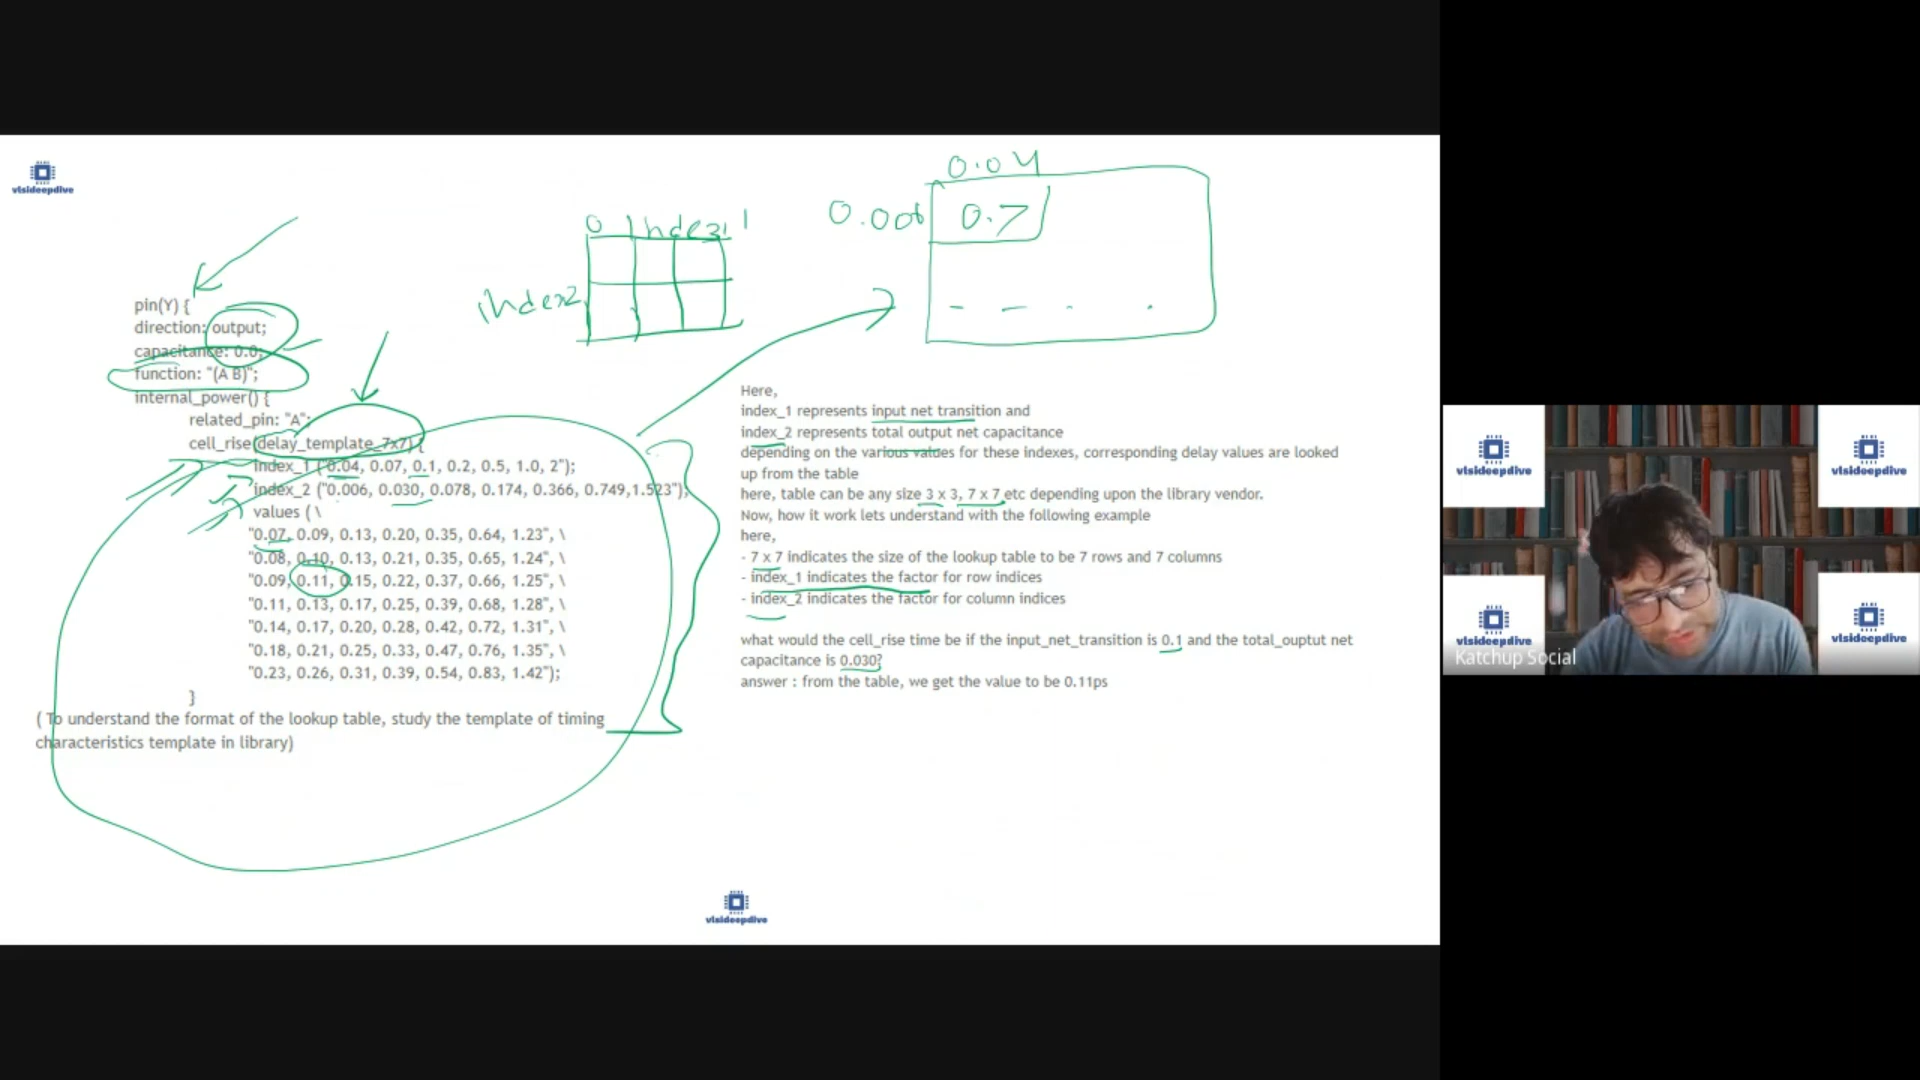 vlsideepdive
0.04
0.006
0.7
0
index 1
index2
pin(Y) {
direction: output;
capacitance: 0.0;
function: "(A B)";
internal_power() {
related_pin: "A";
cell_rise(delay_template_7x7) {
index_1 ("0.04, 0.07, 0.1, 0.2, 0.5, 1.0, 2");
index_2 ("0.006, 0.030, 0.078, 0.174, 0.366, 0.749,1.523");
values ( \
"0.07, 0.09, 0.13, 0.20, 0.35, 0.64, 1.23", \
"0.08, 0.10, 0.13, 0.21, 0.35, 0.65, 1.24", \
"0.09, 0.11, 0.15, 0.22, 0.37, 0.66, 1.25", \
"0.11, 0.13, 0.17, 0.25, 0.39, 0.68, 1.28", \
"0.14, 0.17, 0.20, 0.28, 0.42, 0.72, 1.31", \
"0.18, 0.21, 0.25, 0.33, 0.47, 0.76, 1.35", \
"0.23, 0.26, 0.31, 0.39, 0.54, 0.83, 1.42");
}
( To understand the format of the lookup table, study the template of timing
characteristics template in library)
Here,
index_1 represents input net transition and
index_2 represents total output net capacitance
depending on the various values for these indexes, corresponding delay values are looked
up from the table
here, table can be any size 3 x 3, 7 x 7 etc depending upon the library vendor.
Now, how it work lets understand with the following example
here,
- 7 x 7 indicates the size of the lookup table to be 7 rows and 7 columns
- index_1 indicates the factor for row indices
- index_2 indicates the factor for column indices
what would the cell_rise time be if the input_net_transition is 0.1 and the total_ouptut net
capacitance is 0.030?
answer : from the table, we get the value to be 0.11ps
vlsideepdive
vlsideepdive
vlsideepdive
vlsideepdive
vlsideepdive
Katchup Social